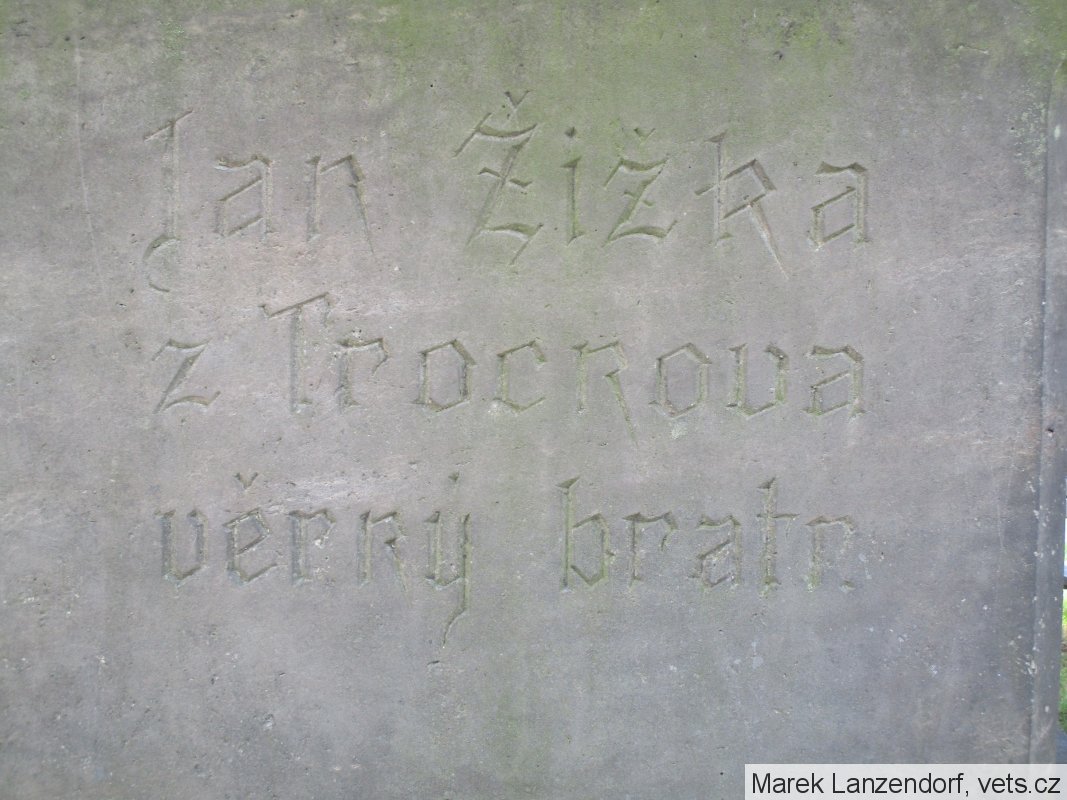 Jan Žižka
z Trocnova
věrný bratr
Marek Lanzendorf, vets.cz